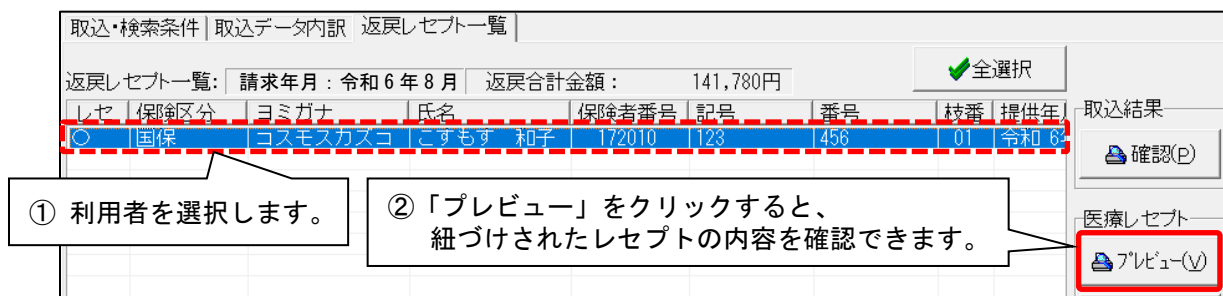 取込・検索条件 取込データ内訳 返戻レセプト一覧
返戻レセプト一覧: 請求年月：令和６年８月 返戻合計金額： 141,780円 全選択
レセ 保険区分 ヨミガナ 氏名 保険者番号 記号 番号 枝番 提供年月
○ 国保 コスモスカズコ こすもす 和子 172010 123 456 01 令和 6年
取込結果
確認(P)
① 利用者を選択します。
②「プレビュー」をクリックすると、
紐づけされたレセプトの内容を確認できます。
医療レセプト
ﾌﾟﾚﾋﾞｭｰ(V)